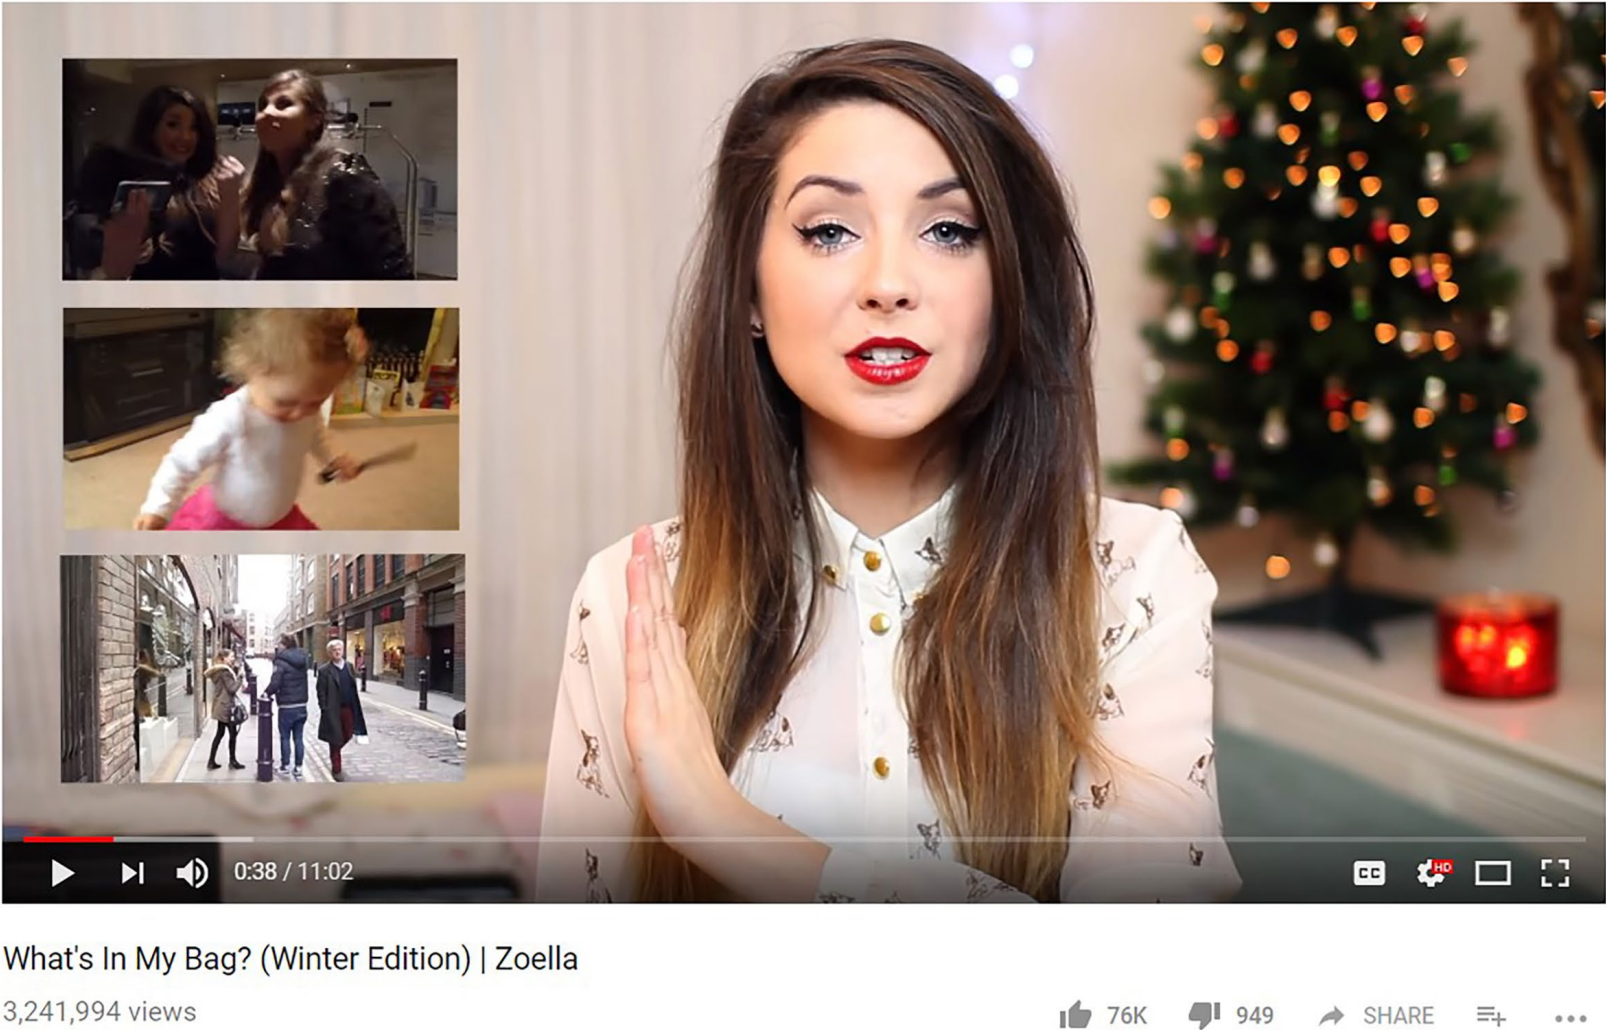 0:38 / 11:02
CC
HD
What's In My Bag? (Winter Edition) | Zoella
3,241,994 views
76K
949
SHARE